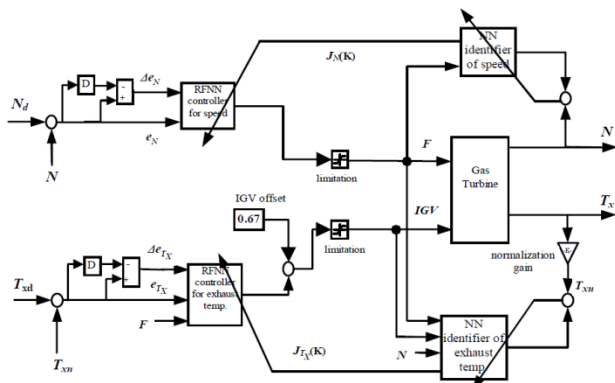 J_N(K)
NN
identifier
of speed
D
-
+
Δe_N
RFNN
controller
for speed
N_d
e_N
N
limitation
F
Gas
Turbine
N
IGV offset
0.67
IGV
T_x
limitation
normalization
gain
-K-
D
-
+
Δe_{T_X}
e_{T_X}
RFNN
controller
for exhaust
temp.
T_xd
F
T_xn
T_xn
J_{T_X}(K)
N
NN
identifier of
exhaust
temp.